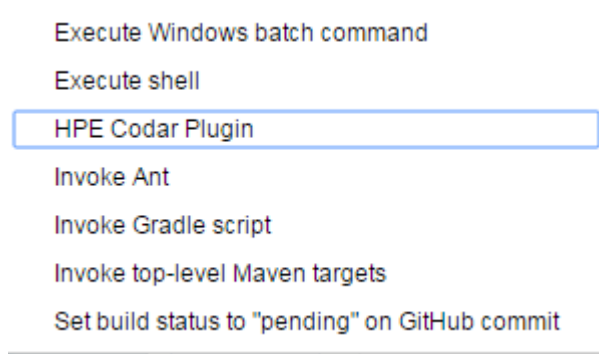 Execute Windows batch command
Execute shell
HPE Codar Plugin
Invoke Ant
Invoke Gradle script
Invoke top-level Maven targets
Set build status to "pending" on GitHub commit